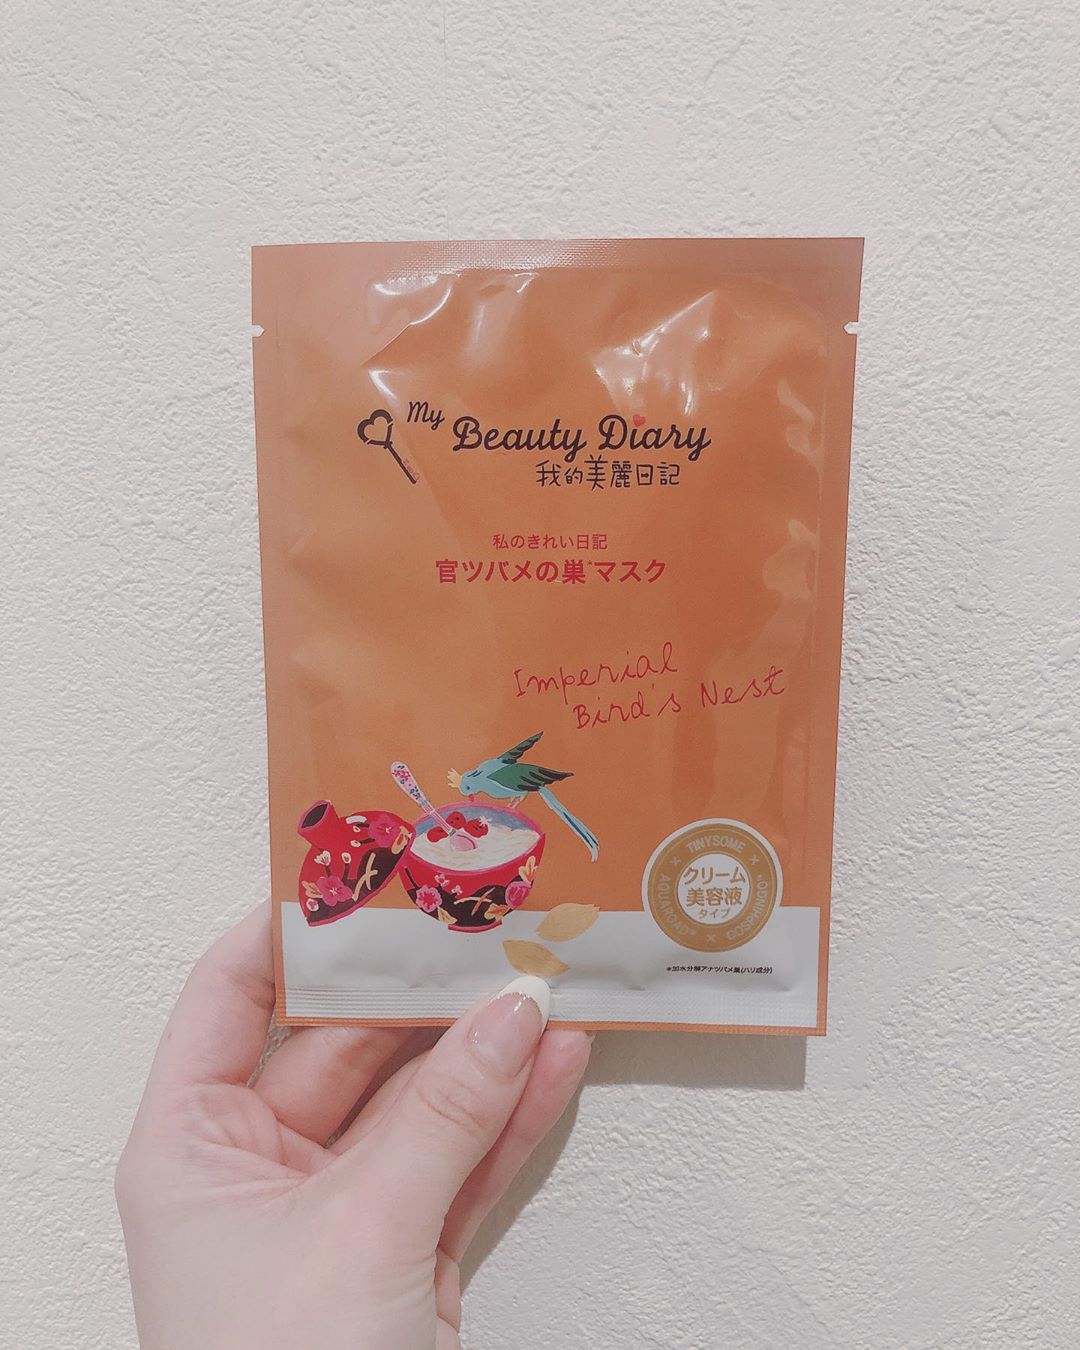 My
Beauty Diary
我的美麗日記
私のきれい日記
官ツバメの巣*マスク
Imperial
Bird's Nest
TINYSOME
クリーム
美容液
タイプ
AQUAROAD*
GOSPHINGO*
*加水分解アナツバメ巣(ハリ成分)